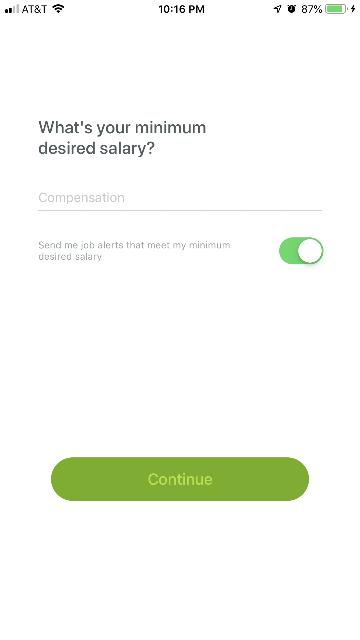 AT&T 10:16 PM 87%
What's your minimum
desired salary?
Compensation
Send me job alerts that meet my minimum
desired salary
Continue